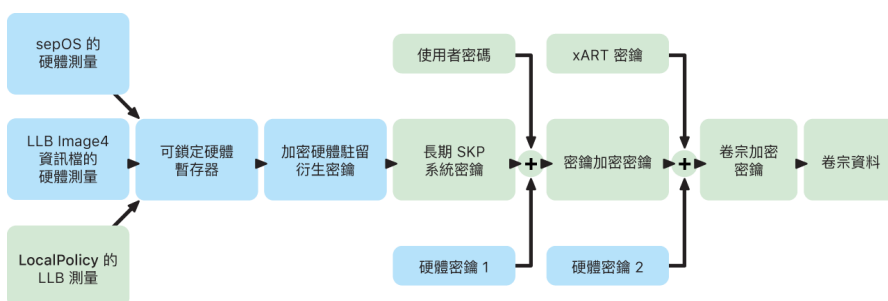 sepOS 的
硬體測量
使用者密碼
xART 密鑰
LLB Image4
資訊檔的
硬體測量
可鎖定硬體
暫存器
加密硬體駐留
衍生密鑰
長期 SKP
系統密鑰
+
密鑰加密密鑰
+
卷宗加密
密鑰
卷宗資料
LocalPolicy 的
LLB 測量
硬體密鑰 1
硬體密鑰 2